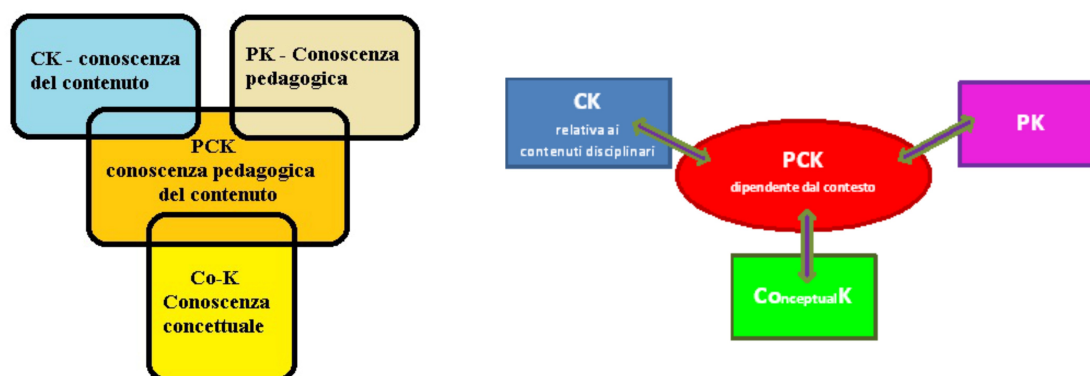 CK - conoscenza
del contenuto
PK - Conoscenza
pedagogica
PCK
conoscenza pedagogica
del contenuto
Co-K
Conoscenza
concettuale
CK
relativa ai
contenuti disciplinari
PK
PCK
dipendente dal contesto
ConceptualK